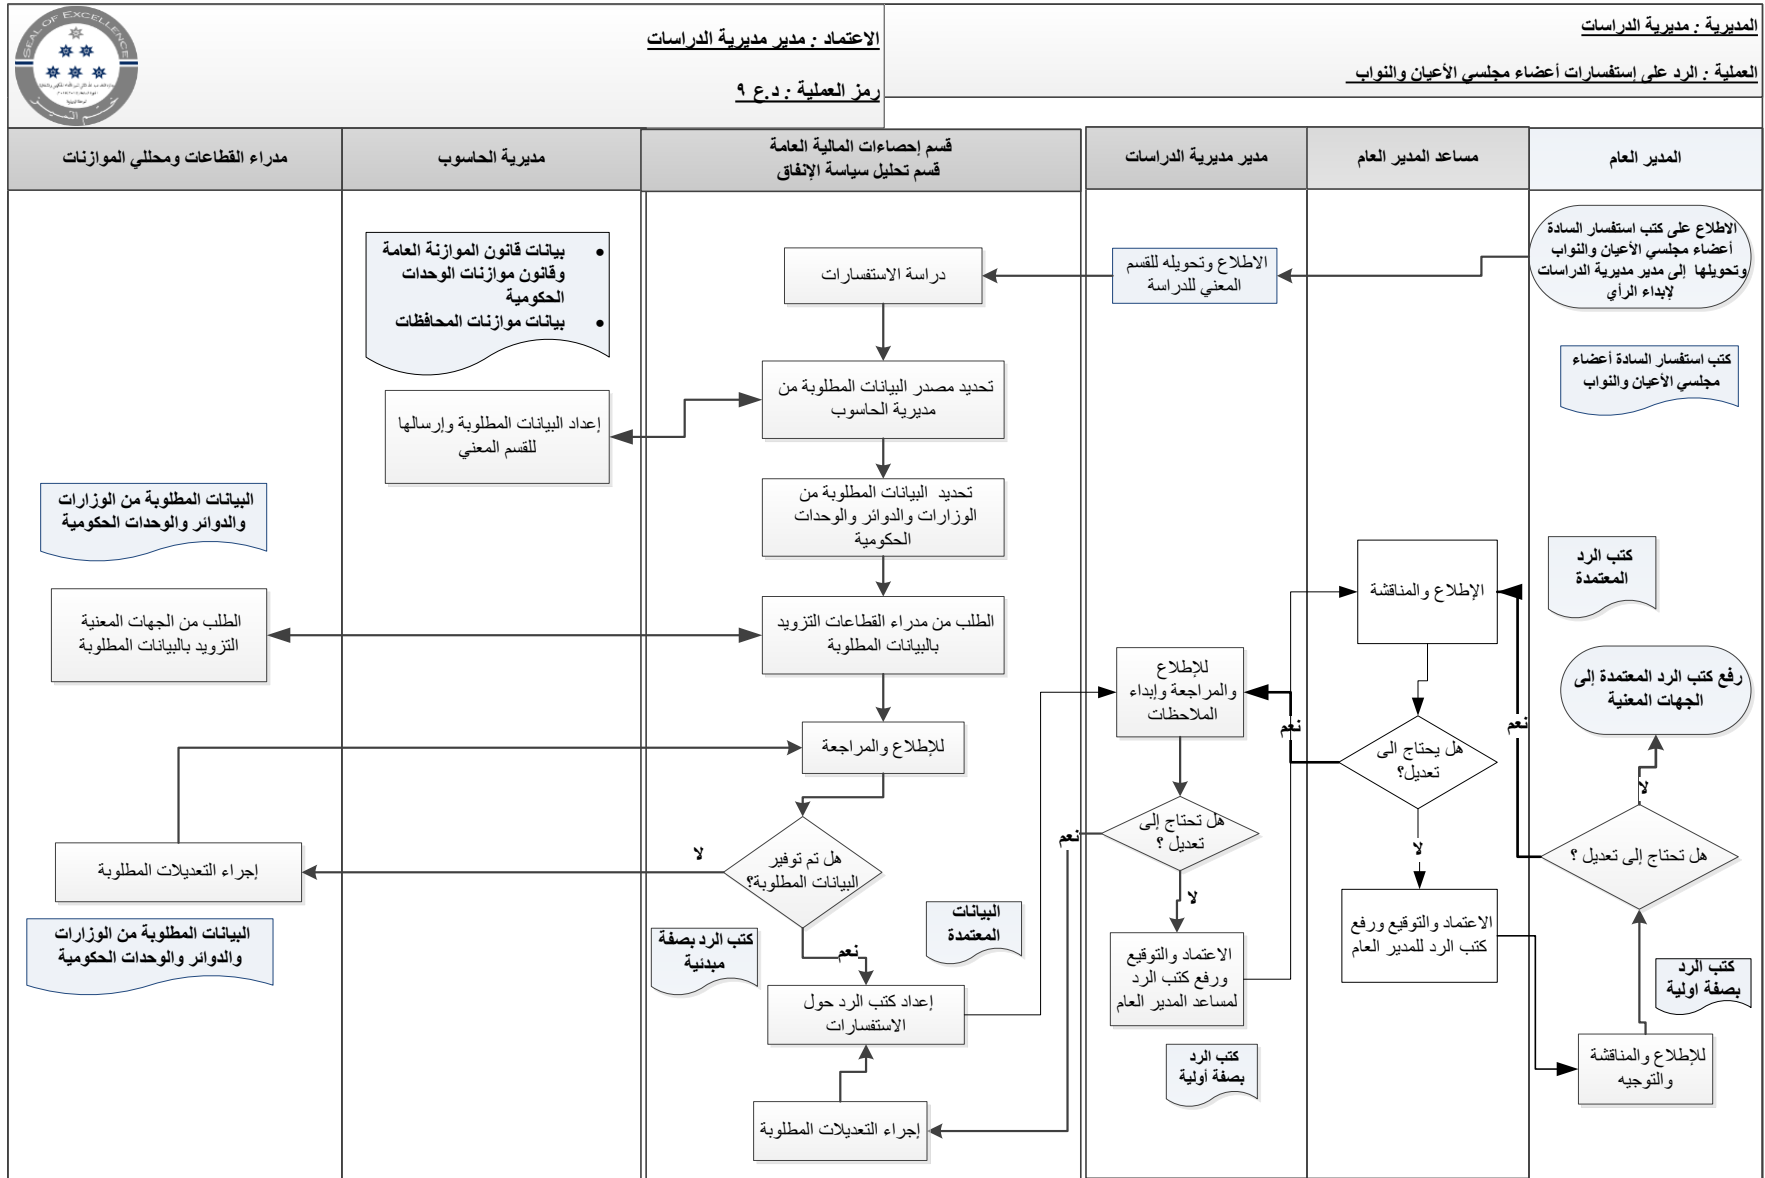 المديرية : مديرية الدراسات
العملية : الرد على إستفسارات أعضاء مجلسي الأعيان والنواب
الاعتماد : مدير مديرية الدراسات
رمز العملية : د.ع ٩
SEAL OF EXCELLENCE
المدير العام
مساعد المدير العام
مدير مديرية الدراسات
قسم إحصاءات المالية العامة
قسم تحليل سياسة الإنفاق
مديرية الحاسوب
مدراء القطاعات ومحللي الموازنات
الاطلاع على كتب استفسار السادة
أعضاء مجلسي الأعيان والنواب
وتحويلها إلى مدير مديرية الدراسات
لإبداء الرأي
كتب استفسار السادة أعضاء
مجلسي الأعيان والنواب
كتب الرد
المعتمدة
رفع كتب الرد المعتمدة إلى
الجهات المعنية
لا
نعم
هل تحتاج إلى تعديل ؟
كتب الرد
بصفة اولية
للإطلاع والمناقشة
والتوجيه
الإطلاع والمناقشة
هل يحتاج الى
تعديل؟
نعم
لا
الاعتماد والتوقيع ورفع
كتب الرد للمدير العام
الاطلاع وتحويله للقسم
المعني للدراسة
للإطلاع
والمراجعة وإبداء
الملاحظات
هل تحتاج إلى
تعديل ؟
نعم
لا
الاعتماد والتوقيع
ورفع كتب الرد
لمساعد المدير العام
كتب الرد
بصفة أولية
دراسة الاستفسارات
تحديد مصدر البيانات المطلوبة من
مديرية الحاسوب
تحديد البيانات المطلوبة من
الوزارات والدوائر والوحدات
الحكومية
الطلب من مدراء القطاعات التزويد
بالبيانات المطلوبة
للإطلاع والمراجعة
هل تم توفير
البيانات المطلوبة؟
لا
نعم
البيانات
المعتمدة
كتب الرد بصفة
مبدئية
إعداد كتب الرد حول
الاستفسارات
إجراء التعديلات المطلوبة
• بيانات قانون الموازنة العامة
وقانون موازنات الوحدات
الحكومية
• بيانات موازنات المحافظات
إعداد البيانات المطلوبة وإرسالها
للقسم المعني
البيانات المطلوبة من الوزارات
والدوائر والوحدات الحكومية
الطلب من الجهات المعنية
التزويد بالبيانات المطلوبة
إجراء التعديلات المطلوبة
البيانات المطلوبة من الوزارات
والدوائر والوحدات الحكومية